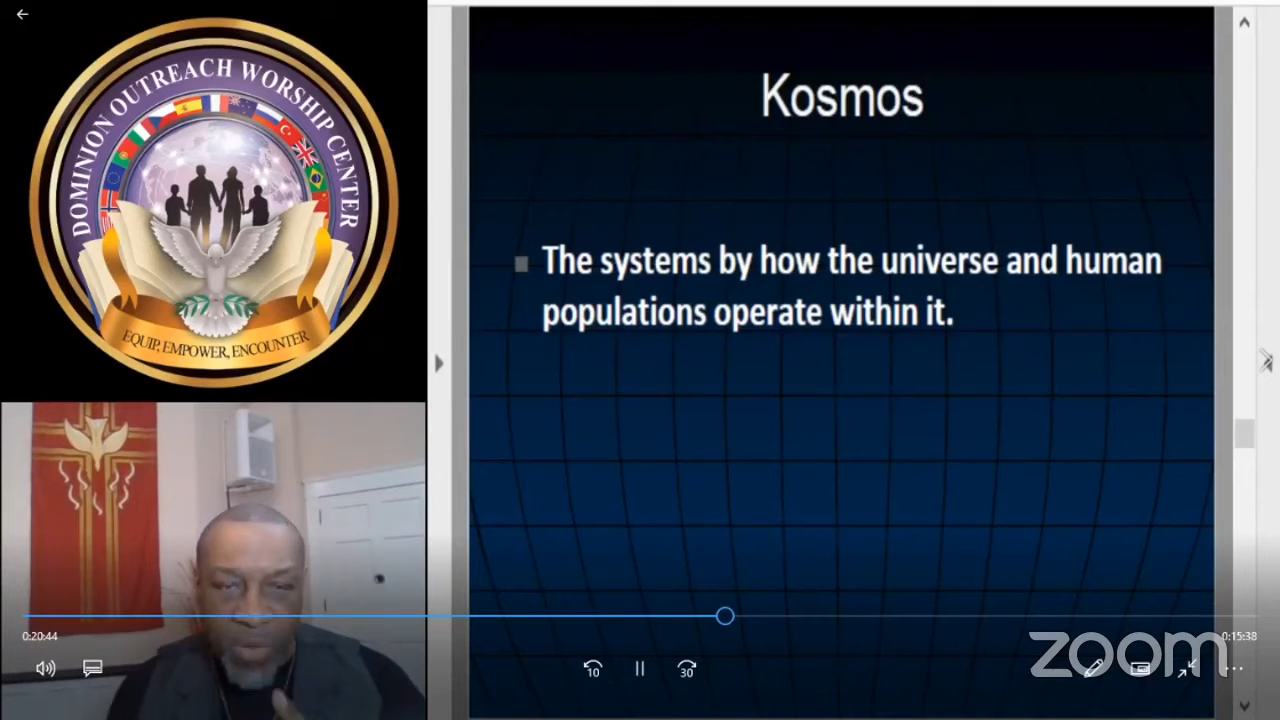 DOMINION OUTREACH WORSHIP CENTER
EQUIP, EMPOWER, ENCOUNTER
Kosmos
The systems by how the universe and human
populations operate within it.
0:20:44
0:15:38
10
30
zoom